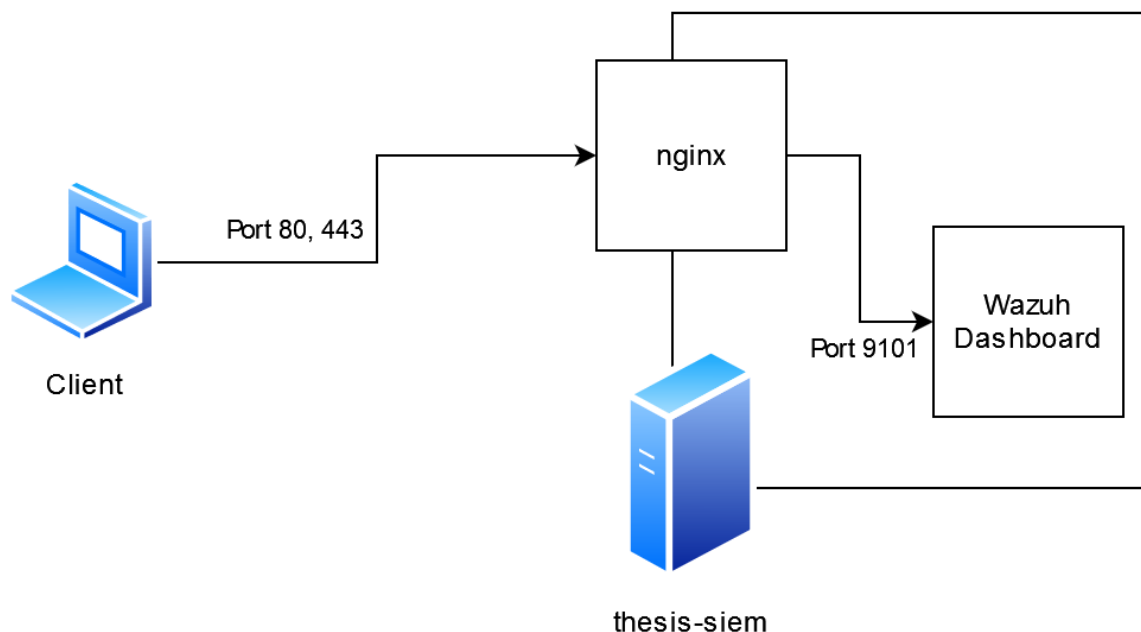 nginx
Port 80, 443
Wazuh
Dashboard
Port 9101
Client
thesis-siem